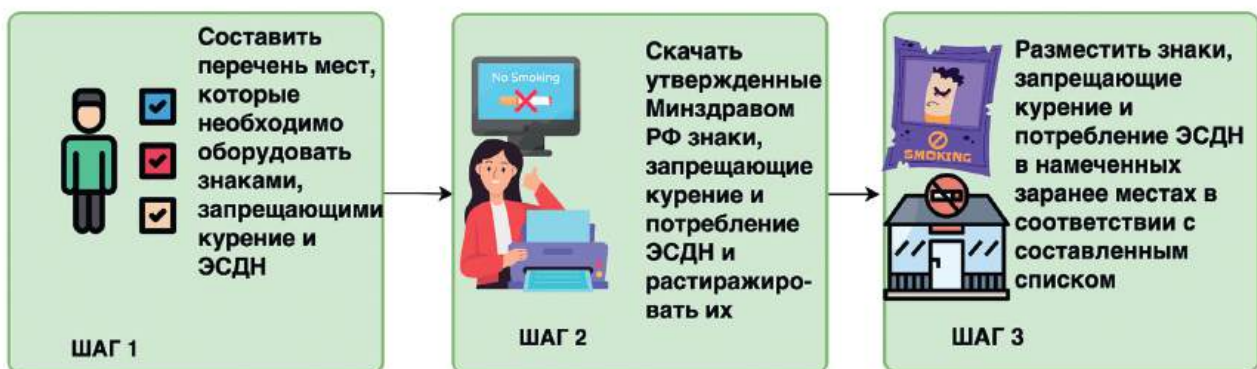 Составить
перечень мест,
которые
необходимо
оборудовать
знаками,
запрещающими
курение и
ЭСДН
ШАГ 1
No Smoking
Скачать
утвержденные
Минздравом
РФ знаки,
запрещающие
курение и
потребление
ЭСДН и
растиражиро-
вать их
ШАГ 2
SMOKING
Разместить знаки,
запрещающие
курение и
потребление ЭСДН
в намеченных
заранее местах в
соответствии с
составленным
списком
ШАГ 3